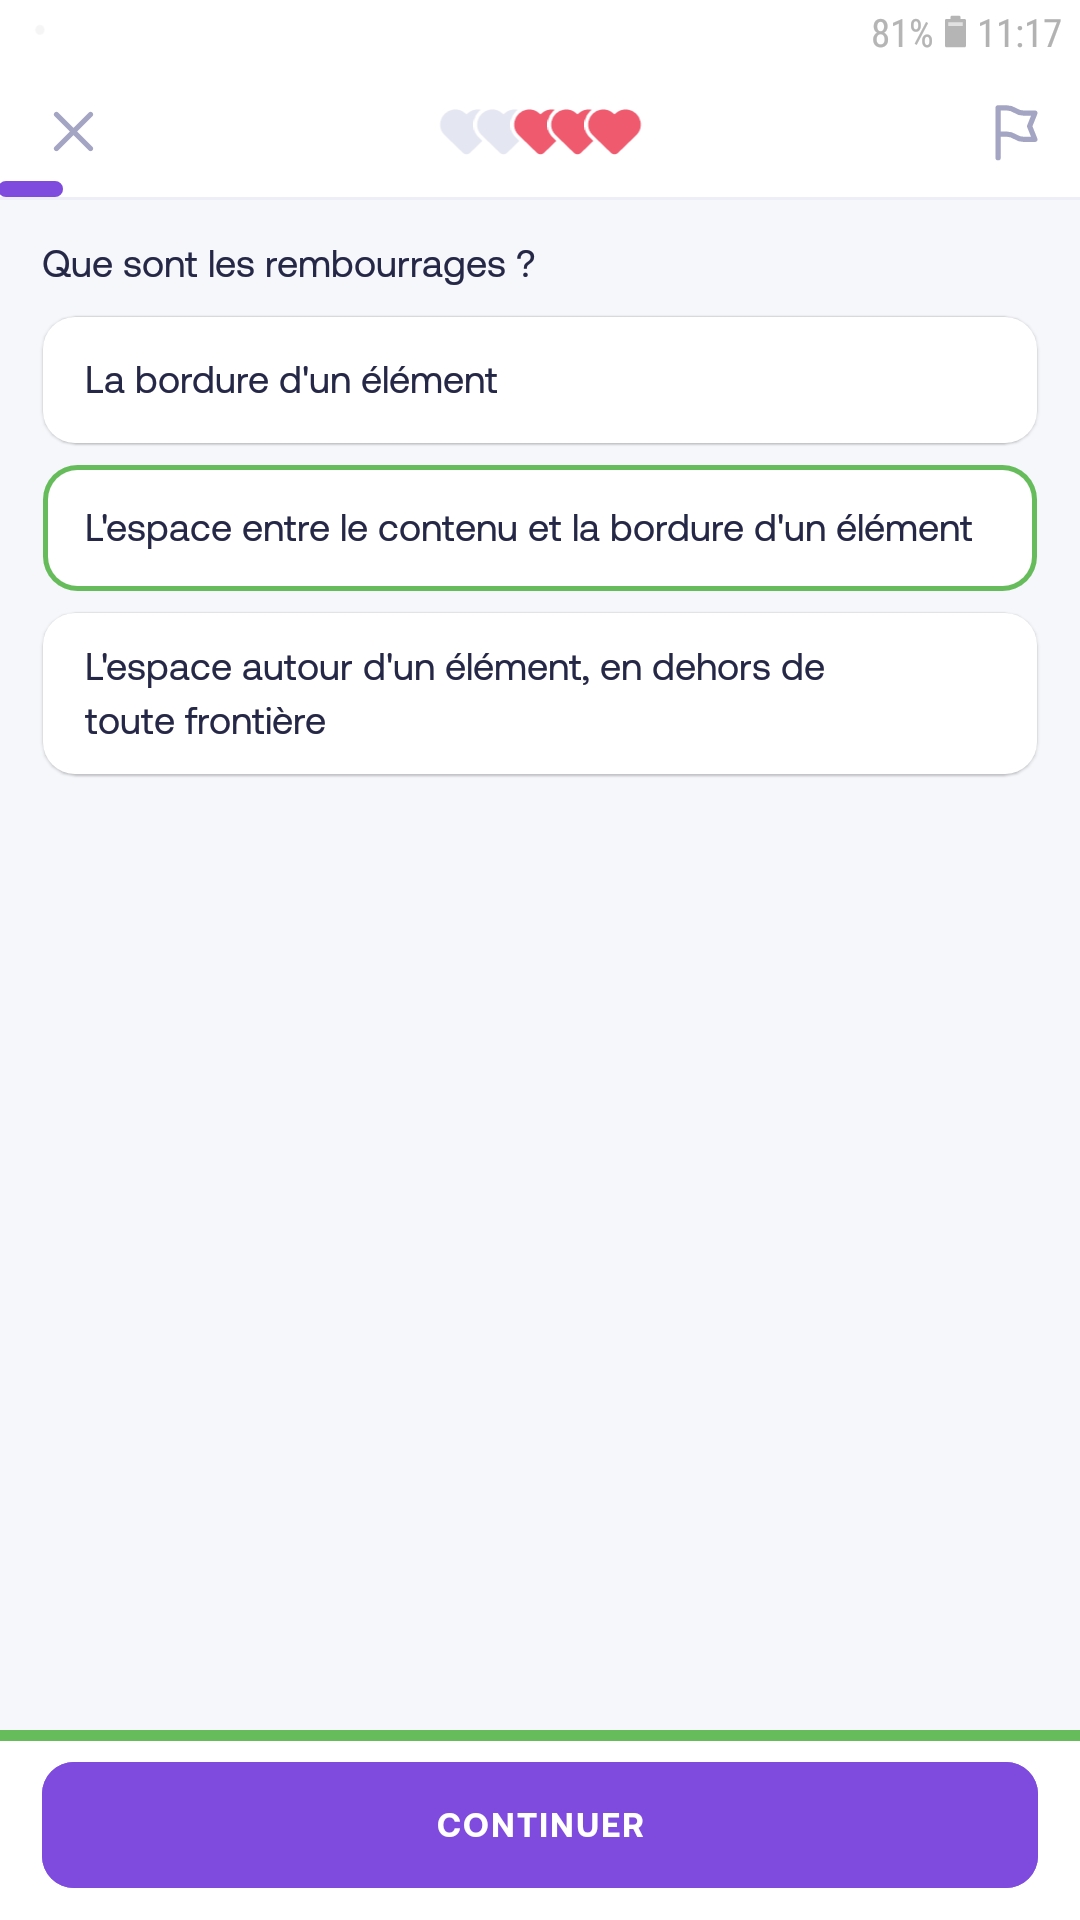 81% 11:17
Que sont les rembourrages ?
La bordure d'un élément
L'espace entre le contenu et la bordure d'un élément
L'espace autour d'un élément, en dehors de
toute frontière
CONTINUER